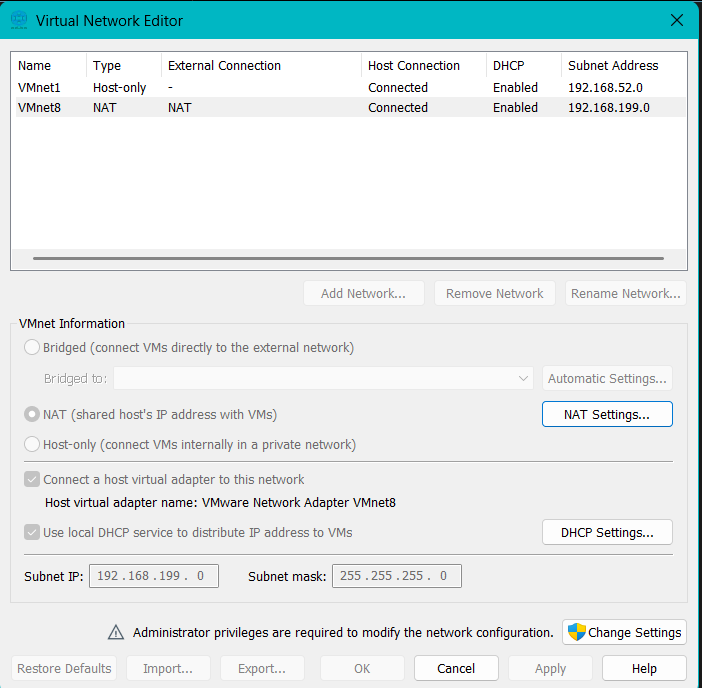 Virtual Network Editor
Name Type External Connection Host Connection DHCP Subnet Address
VMnet1 Host-only - Connected Enabled 192.168.52.0
VMnet8 NAT NAT Connected Enabled 192.168.199.0
Add Network... Remove Network Rename Network...
VMnet Information
Bridged (connect VMs directly to the external network)
Bridged to: Automatic Settings...
NAT (shared host's IP address with VMs) NAT Settings...
Host-only (connect VMs internally in a private network)
Connect a host virtual adapter to this network
Host virtual adapter name: VMware Network Adapter VMnet8
Use local DHCP service to distribute IP address to VMs DHCP Settings...
Subnet IP: 192 . 168 . 199 . 0 Subnet mask: 255 . 255 . 255 . 0
Administrator privileges are required to modify the network configuration. Change Settings
Restore Defaults Import... Export... OK Cancel Apply Help